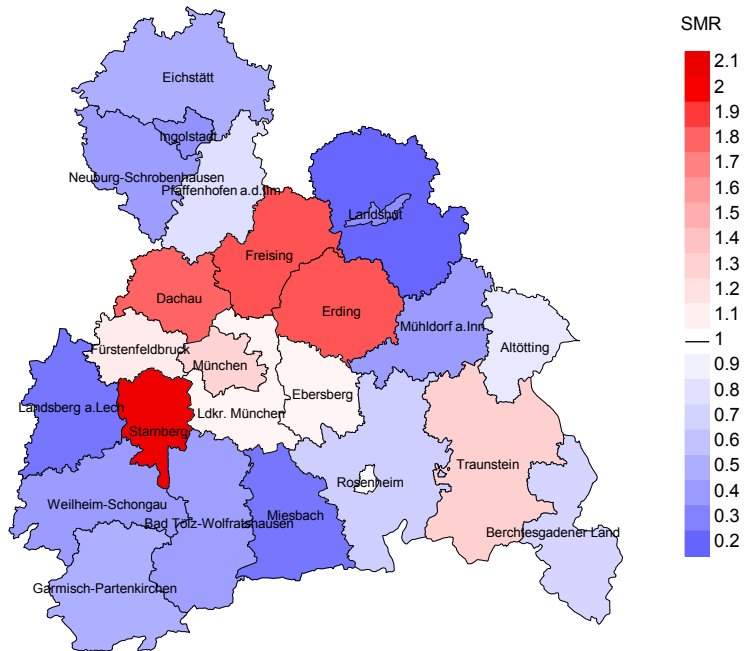 SMR
Eichstätt
Ingolstadt
Neuburg-Schrobenhausen
Pfaffenhofen a.d.Ilm
Landshut
Freising
Dachau
Erding
Mühldorf a.Inn
Altötting
Fürstenfeldbruck
München
Ebersberg
Landsberg a.Lech
Ldkr. München
Starnberg
Traunstein
Rosenheim
Weilheim-Schongau
Miesbach
Bad Tölz-Wolfratshausen
Berchtesgadener Land
Garmisch-Partenkirchen
2.1
2
1.9
1.8
1.7
1.6
1.5
1.4
1.3
1.2
1.1
1
0.9
0.8
0.7
0.6
0.5
0.4
0.3
0.2